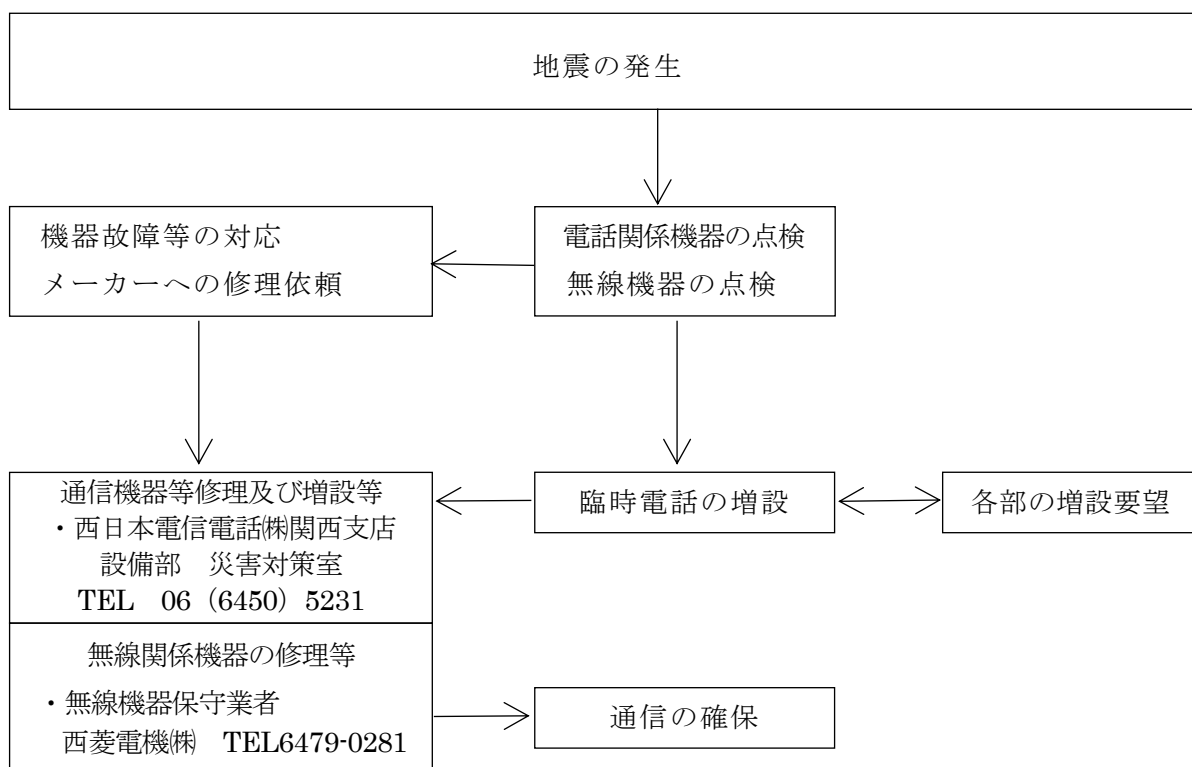 地震の発生
機器故障等の対応
メーカーへの修理依頼
電話関係機器の点検
無線機器の点検
通信機器等修理及び増設等
・西日本電信電話㈱関西支店
設備部　災害対策室
TEL　06（6450）5231
臨時電話の増設
各部の増設要望
無線関係機器の修理等
・無線機器保守業者
西菱電機㈱　TEL6479-0281
通信の確保